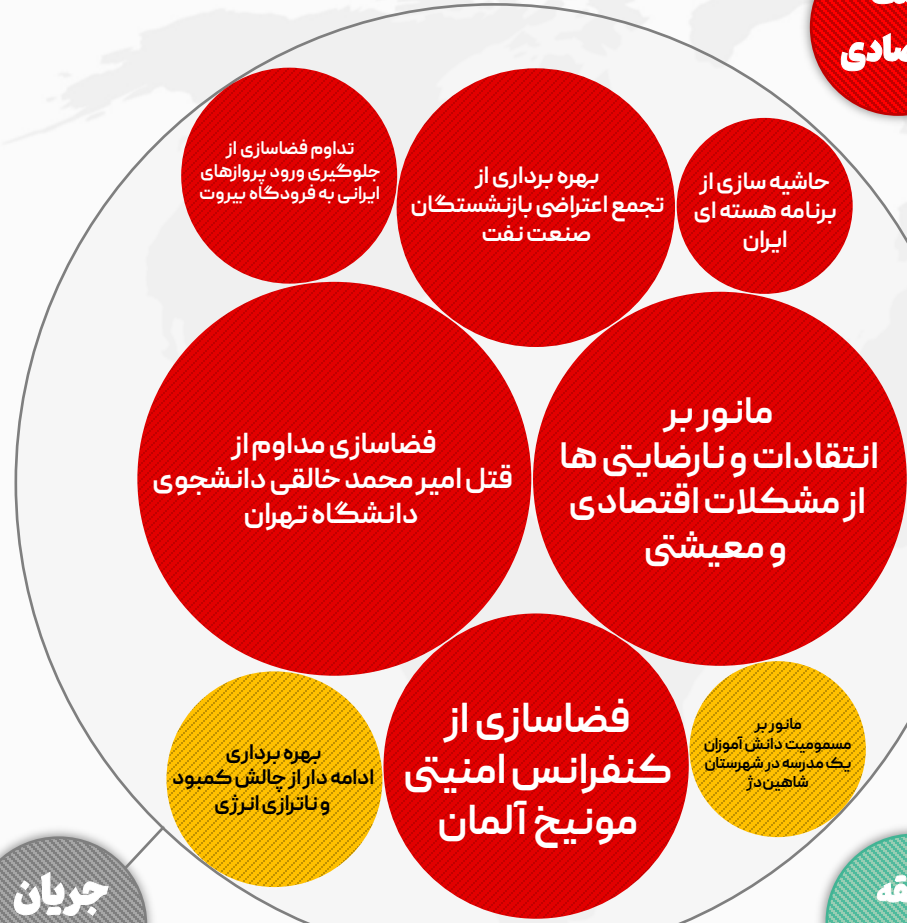 تداوم فضاسازی از
جلوگیری ورود پروازهای
ایرانی به فرودگاه بیروت
بهره برداری از
تجمع اعتراضی بازنشستگان
صنعت نفت
حاشیه سازی از
برنامه هسته ای
ایران
مانور بر
انتقادات و نارضایتی ها
از مشکلات اقتصادی
و معیشتی
فضاسازی مداوم از
قتل امیر محمد خالقی دانشجوی
دانشگاه تهران
فضاسازی از
کنفرانس امنیتی
مونیخ آلمان
مانور بر
مسمومیت دانش آموزان
یک مدرسه در شهرستان
شاهین‌دژ
بهره برداری
ادامه دار از چالش کمبود
و ناترازی انرژی
جریان